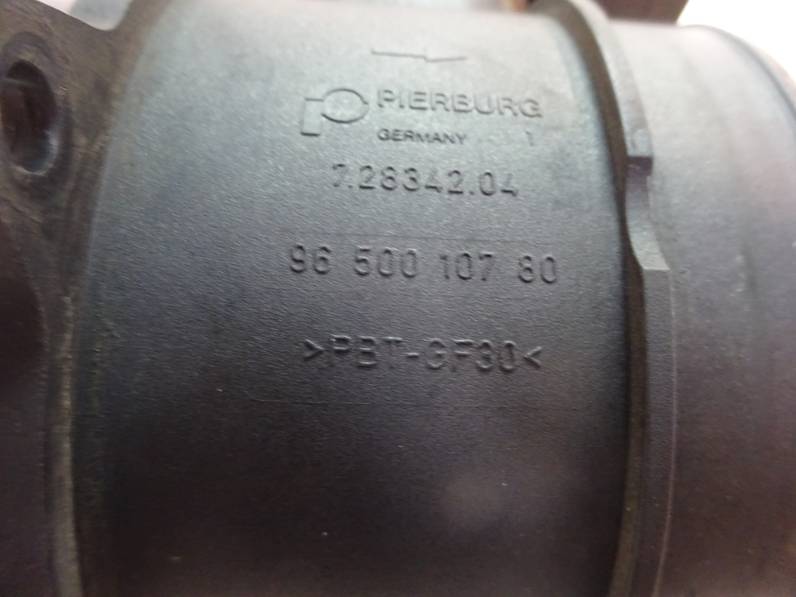 PIERBURG
GERMANY 1
7.28342.04
96 500 107 80
>PBT-GF30<